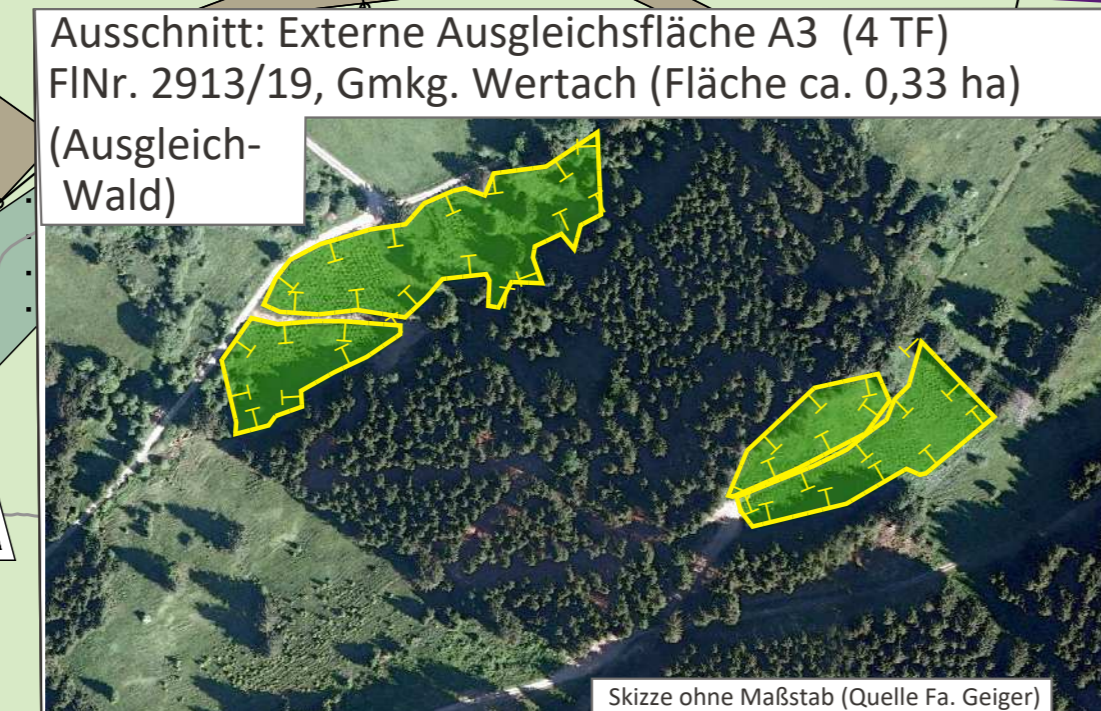 Ausschnitt: Externe Ausgleichsfläche A3 (4 TF)
FlNr. 2913/19, Gmkg. Wertach (Fläche ca. 0,33 ha)
(Ausgleich-
Wald)
Skizze ohne Maßstab (Quelle Fa. Geiger)